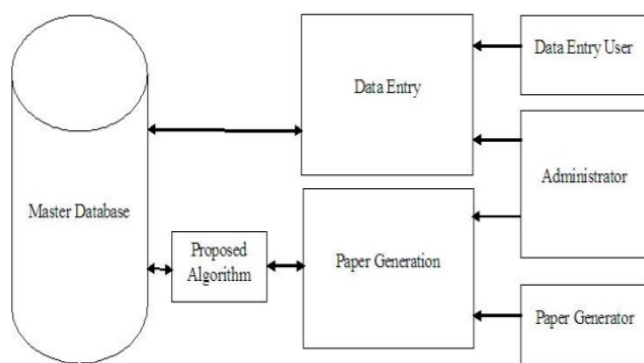 Data Entry User
Data Entry
Administrator
Master Database
Proposed
Algorithm
Paper Generation
Paper Generator